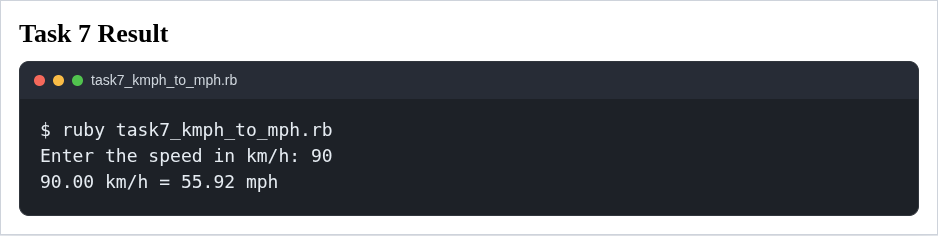 Task 7 Result
task7_kmph_to_mph.rb
$ ruby task7_kmph_to_mph.rb
Enter the speed in km/h: 90
90.00 km/h = 55.92 mph